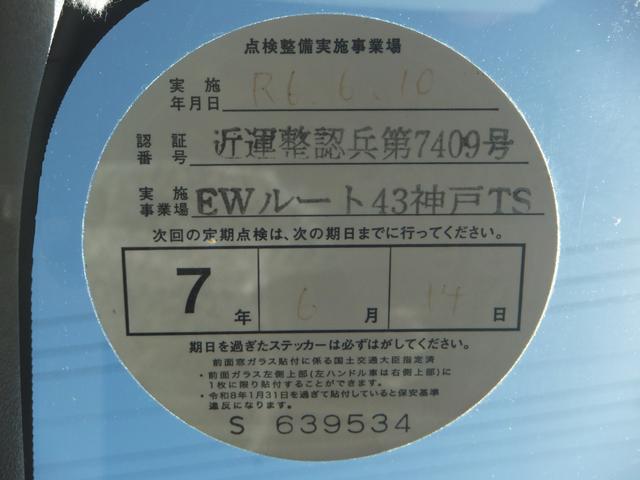 点検整備実施事業場
実施
年月日 R6.6.10
認証
番号 近運整認兵第7409号
実施
事業場 EWルート43神戸TS
次回の定期点検は、次の期日までに行ってください。
7年 6月 14日
期日を過ぎたステッカーは必ずはがしてください。
前面窓ガラス貼付に係る国土交通大臣指定済
・前面ガラス左側上部(左ハンドル車は右側上部)に
1枚に限り貼付することができます。
・令和8年1月31日を過ぎて貼付していると保安基準
違反になります。
S 639534